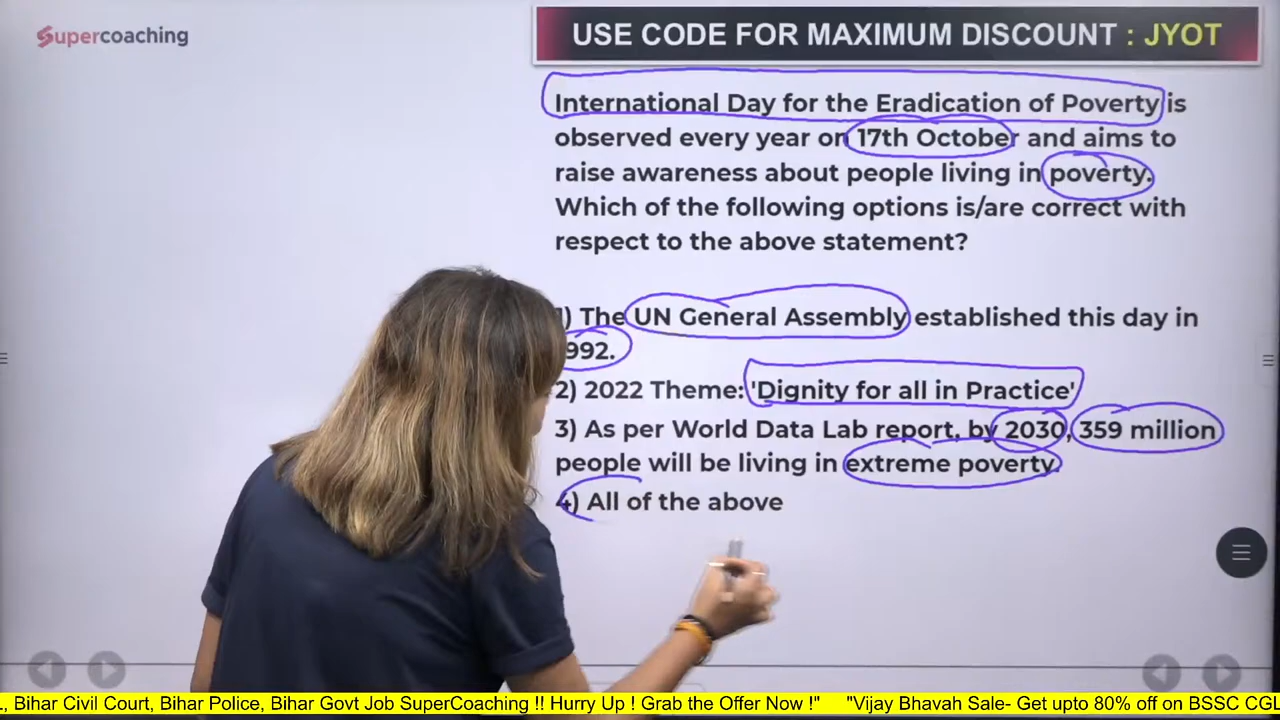 Supercoaching
USE CODE FOR MAXIMUM DISCOUNT : JYOT
International Day for the Eradication of Poverty is
observed every year on 17th October and aims to
raise awareness about people living in poverty.
Which of the following options is/are correct with
respect to the above statement?
1) The UN General Assembly established this day in
1992.
2) 2022 Theme: 'Dignity for all in Practice'
3) As per World Data Lab report, by 2030, 359 million
people will be living in extreme poverty.
4) All of the above
., Bihar Civil Court, Bihar Police, Bihar Govt Job SuperCoaching !! Hurry Up ! Grab the Offer Now !" "Vijay Bhavah Sale- Get upto 80% off on BSSC CGL